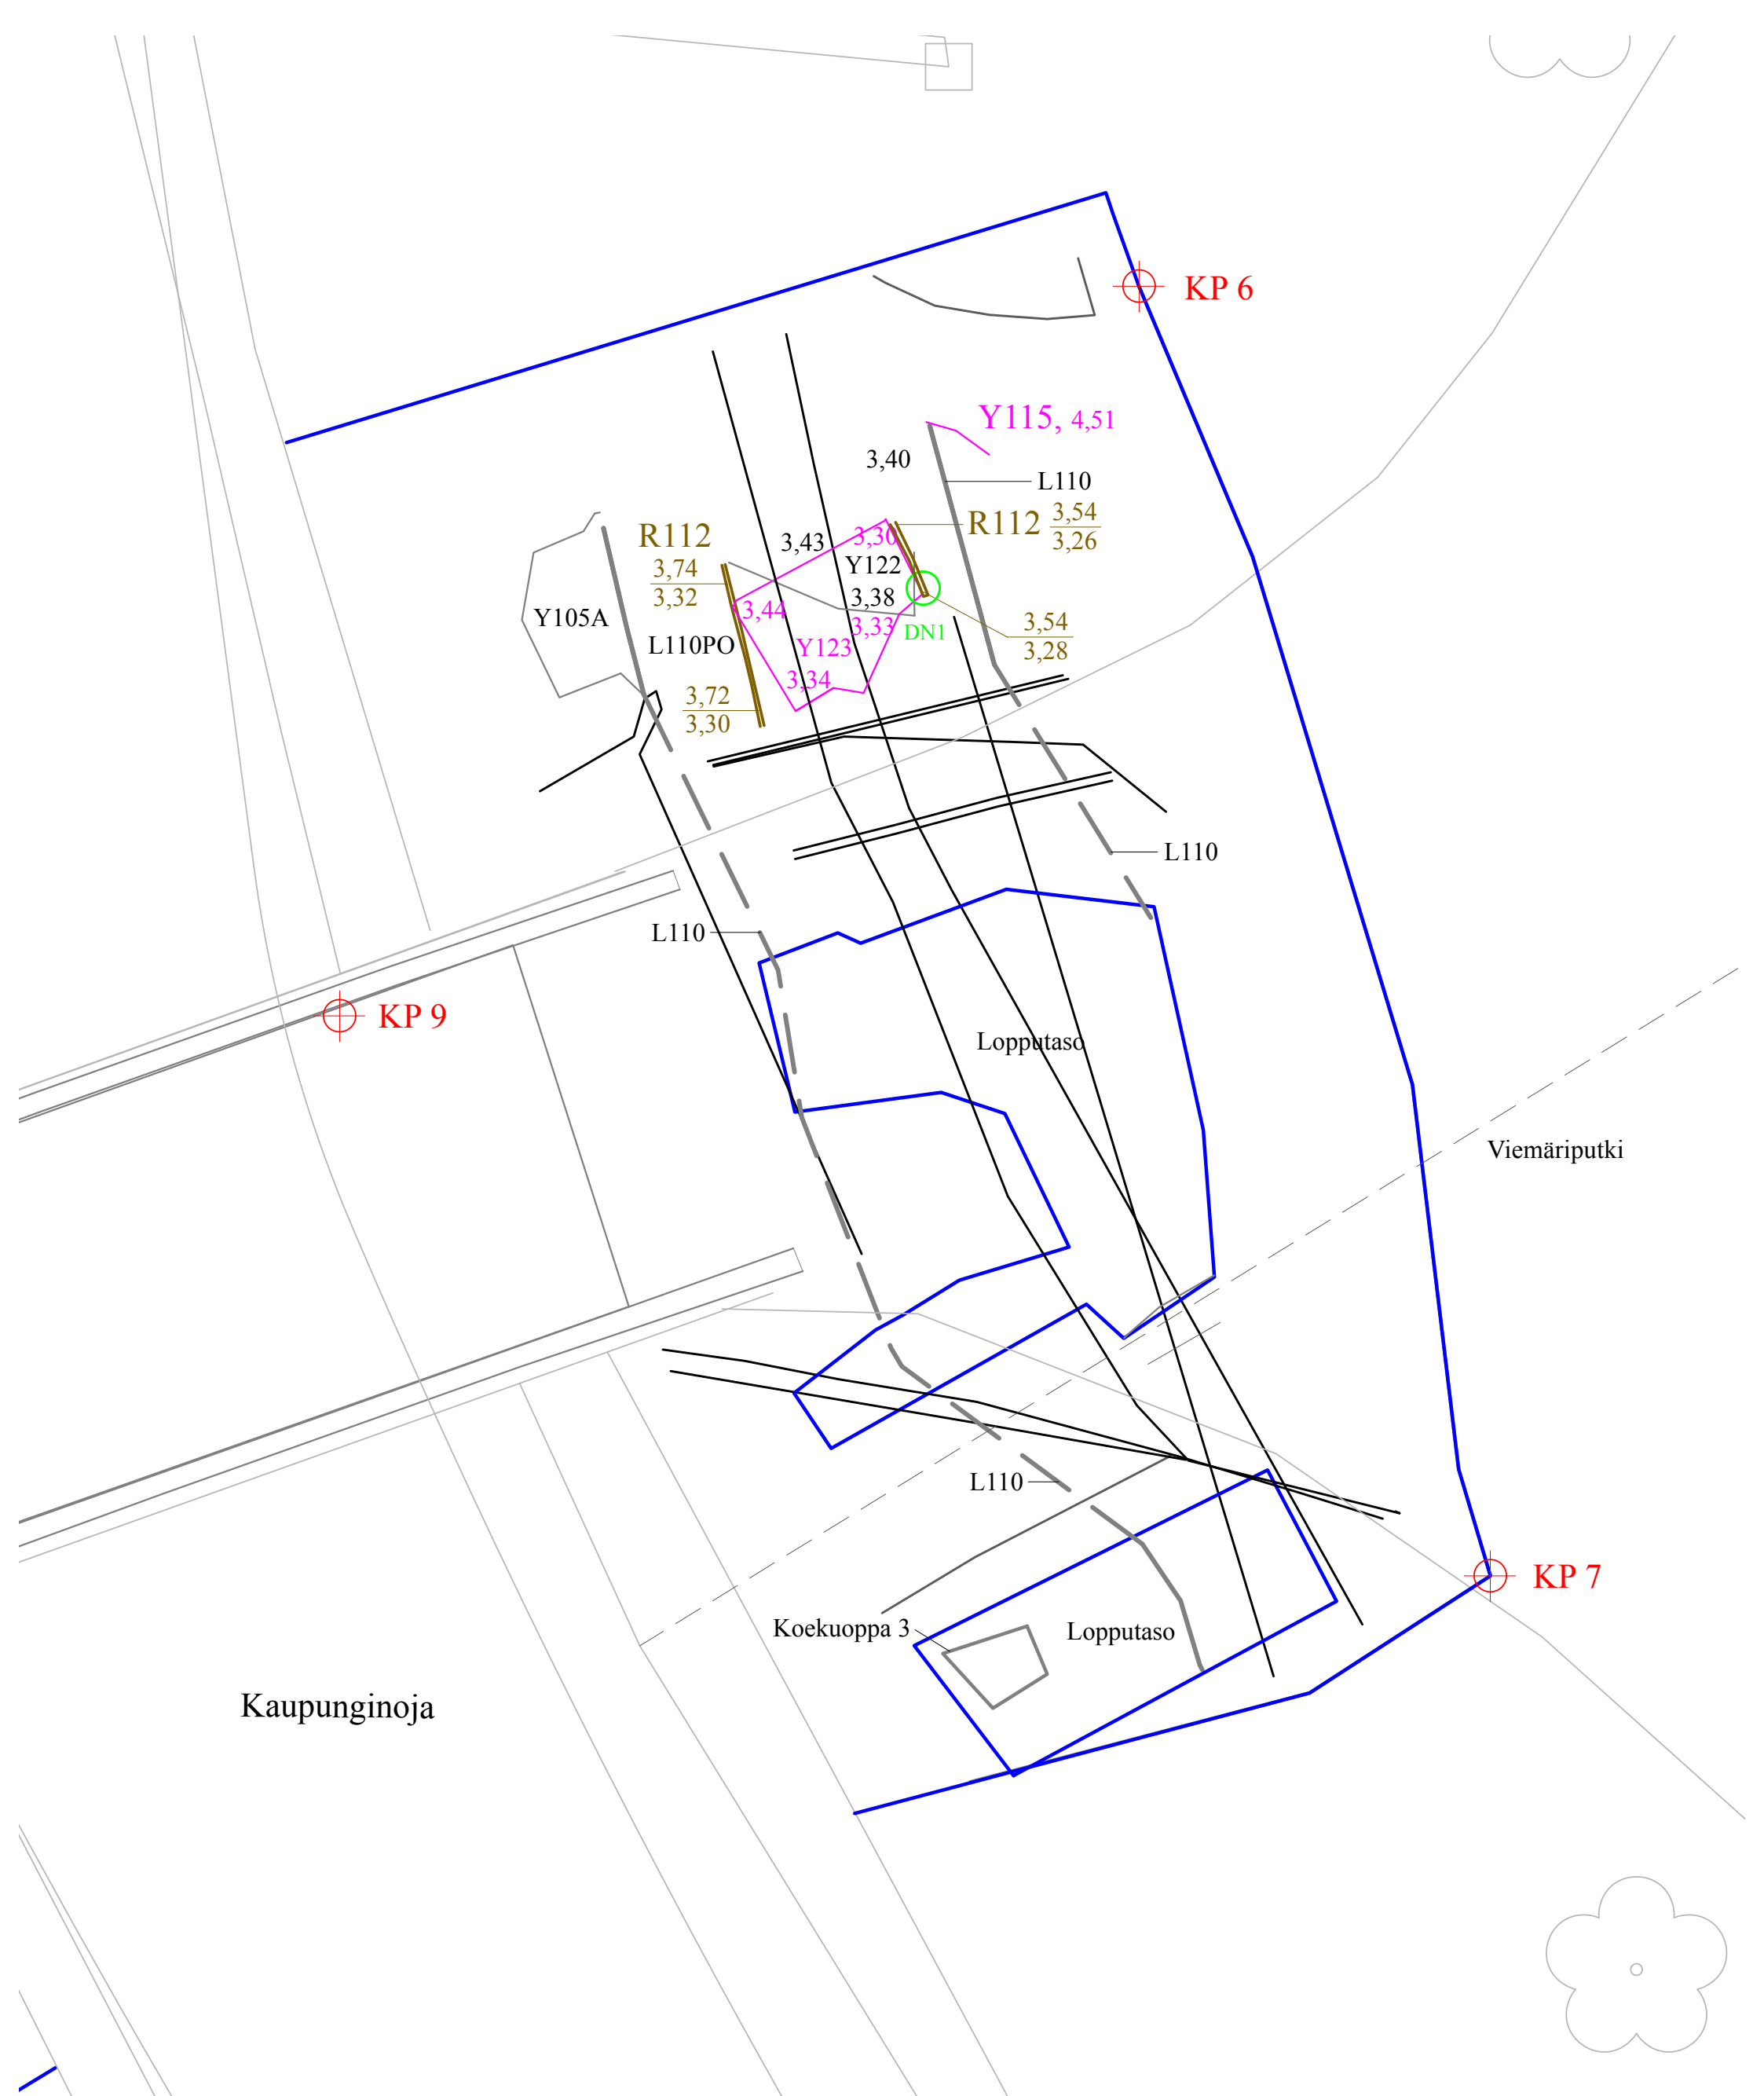 KP 6
Y115, 4,51
3,40
L110
R112
3,54
3,26
R112
3,74
3,32
3,43
3,30
Y122
3,38
3,44
3,33
DN1
Y105A
L110PO
Y123
3,34
3,54
3,28
3,72
3,30
L110
L110
KP 9
Lopputaso
Viemäriputki
L110
KP 7
Koekuoppa 3
Lopputaso
Kaupunginoja